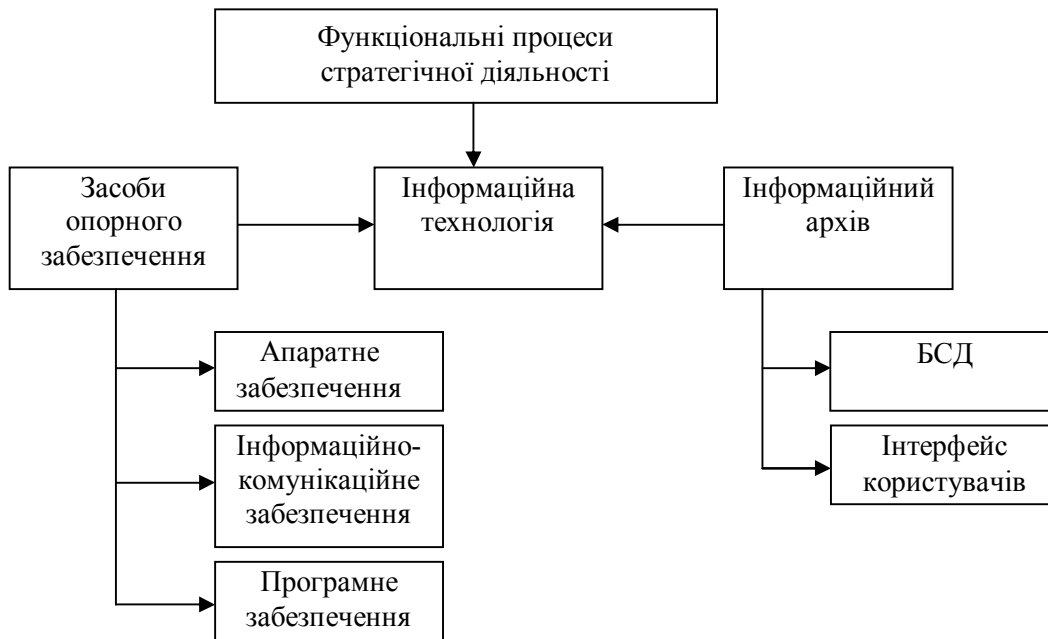 Функціональні процеси
стратегічної діяльності
Засоби
опорного
забезпечення
Інформаційна
технологія
Інформаційний
архів
Апаратне
забезпечення
БСД
Інформаційно-
комунікаційне
забезпечення
Інтерфейс
користувачів
Програмне
забезпечення